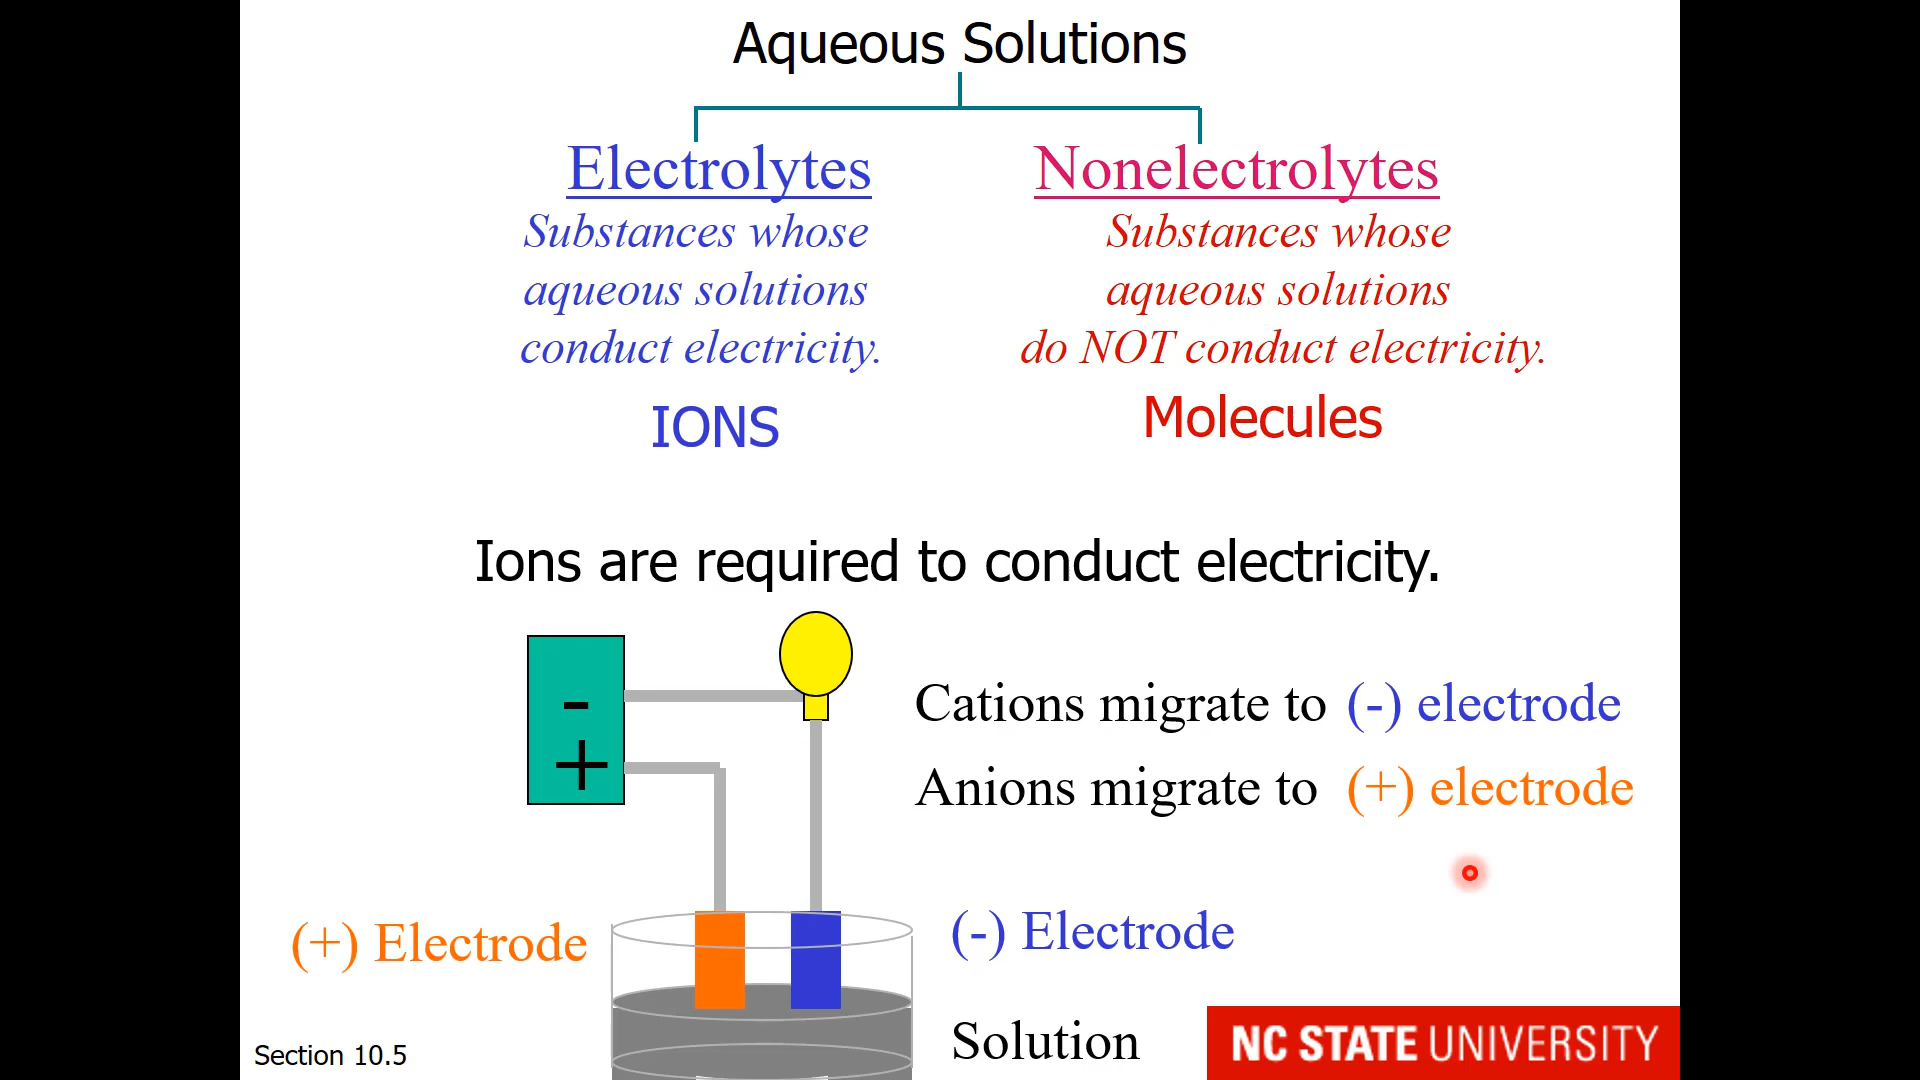 Aqueous Solutions
Electrolytes
Substances whose
aqueous solutions
conduct electricity.
IONS
Nonelectrolytes
Substances whose
aqueous solutions
do NOT conduct electricity.
Molecules
Ions are required to conduct electricity.
-
+
Cations migrate to (-) electrode
Anions migrate to (+) electrode
(+) Electrode
(-) Electrode
Solution
Section 10.5
NC STATE UNIVERSITY